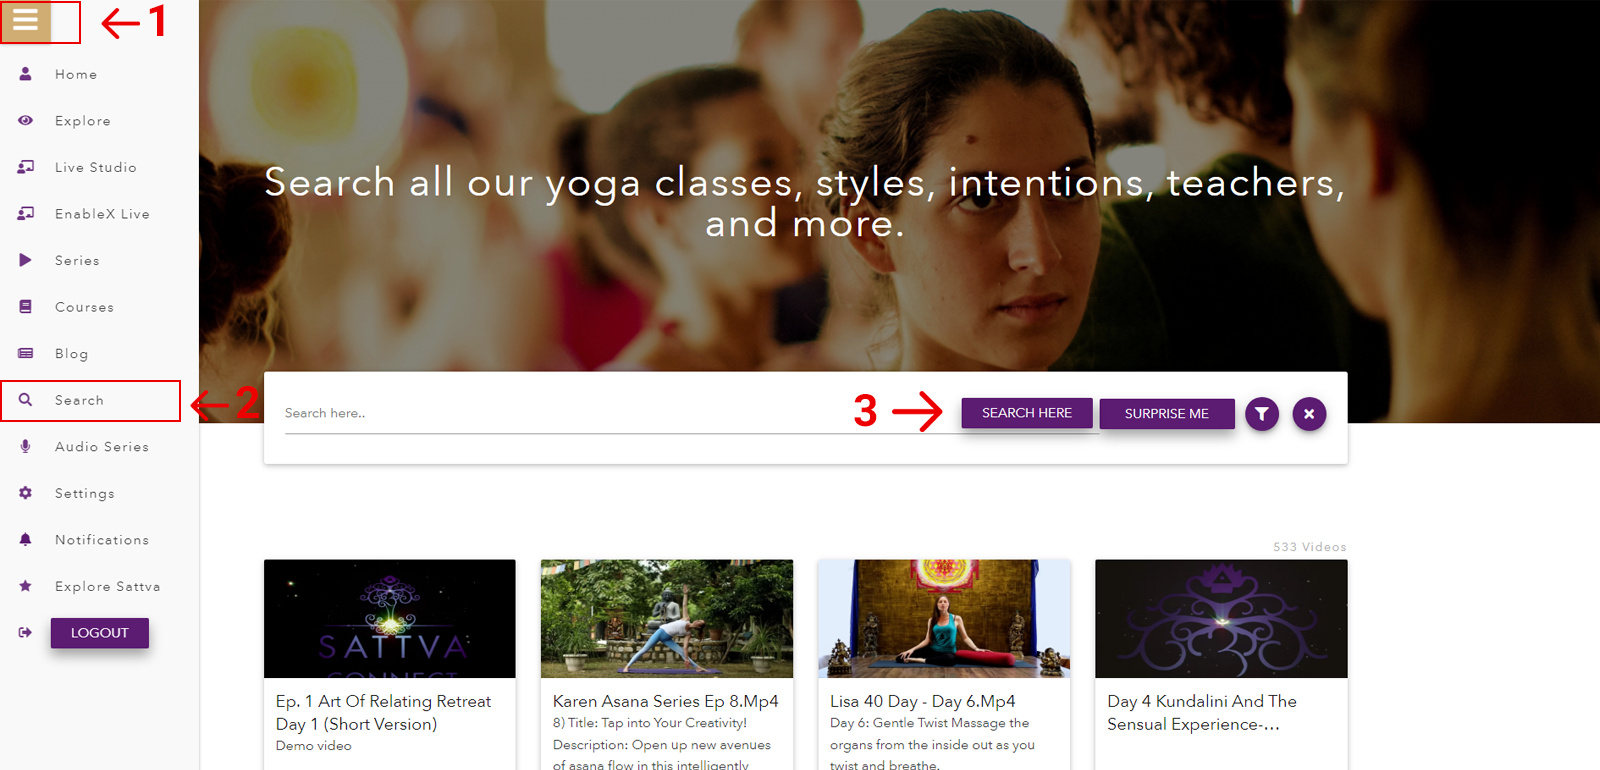 1
Home
Explore
Live Studio
EnableX Live
Series
Courses
Blog
Search
2
Audio Series
Settings
Notifications
Explore Sattva
LOGOUT
Search all our yoga classes, styles, intentions, teachers,
and more.
Search here..
3
SEARCH HERE
SURPRISE ME
533 Videos
SATTVA
CONNECT
Ep. 1 Art Of Relating Retreat
Day 1 (Short Version)
Demo video
Karen Asana Series Ep 8.Mp4
8) Title: Tap into Your Creativity!
Description: Open up new avenues
of asana flow in this intelligently
Lisa 40 Day - Day 6.Mp4
Day 6: Gentle Twist Massage the
organs from the inside out as you
twist and breathe.
Day 4 Kundalini And The
Sensual Experience-...